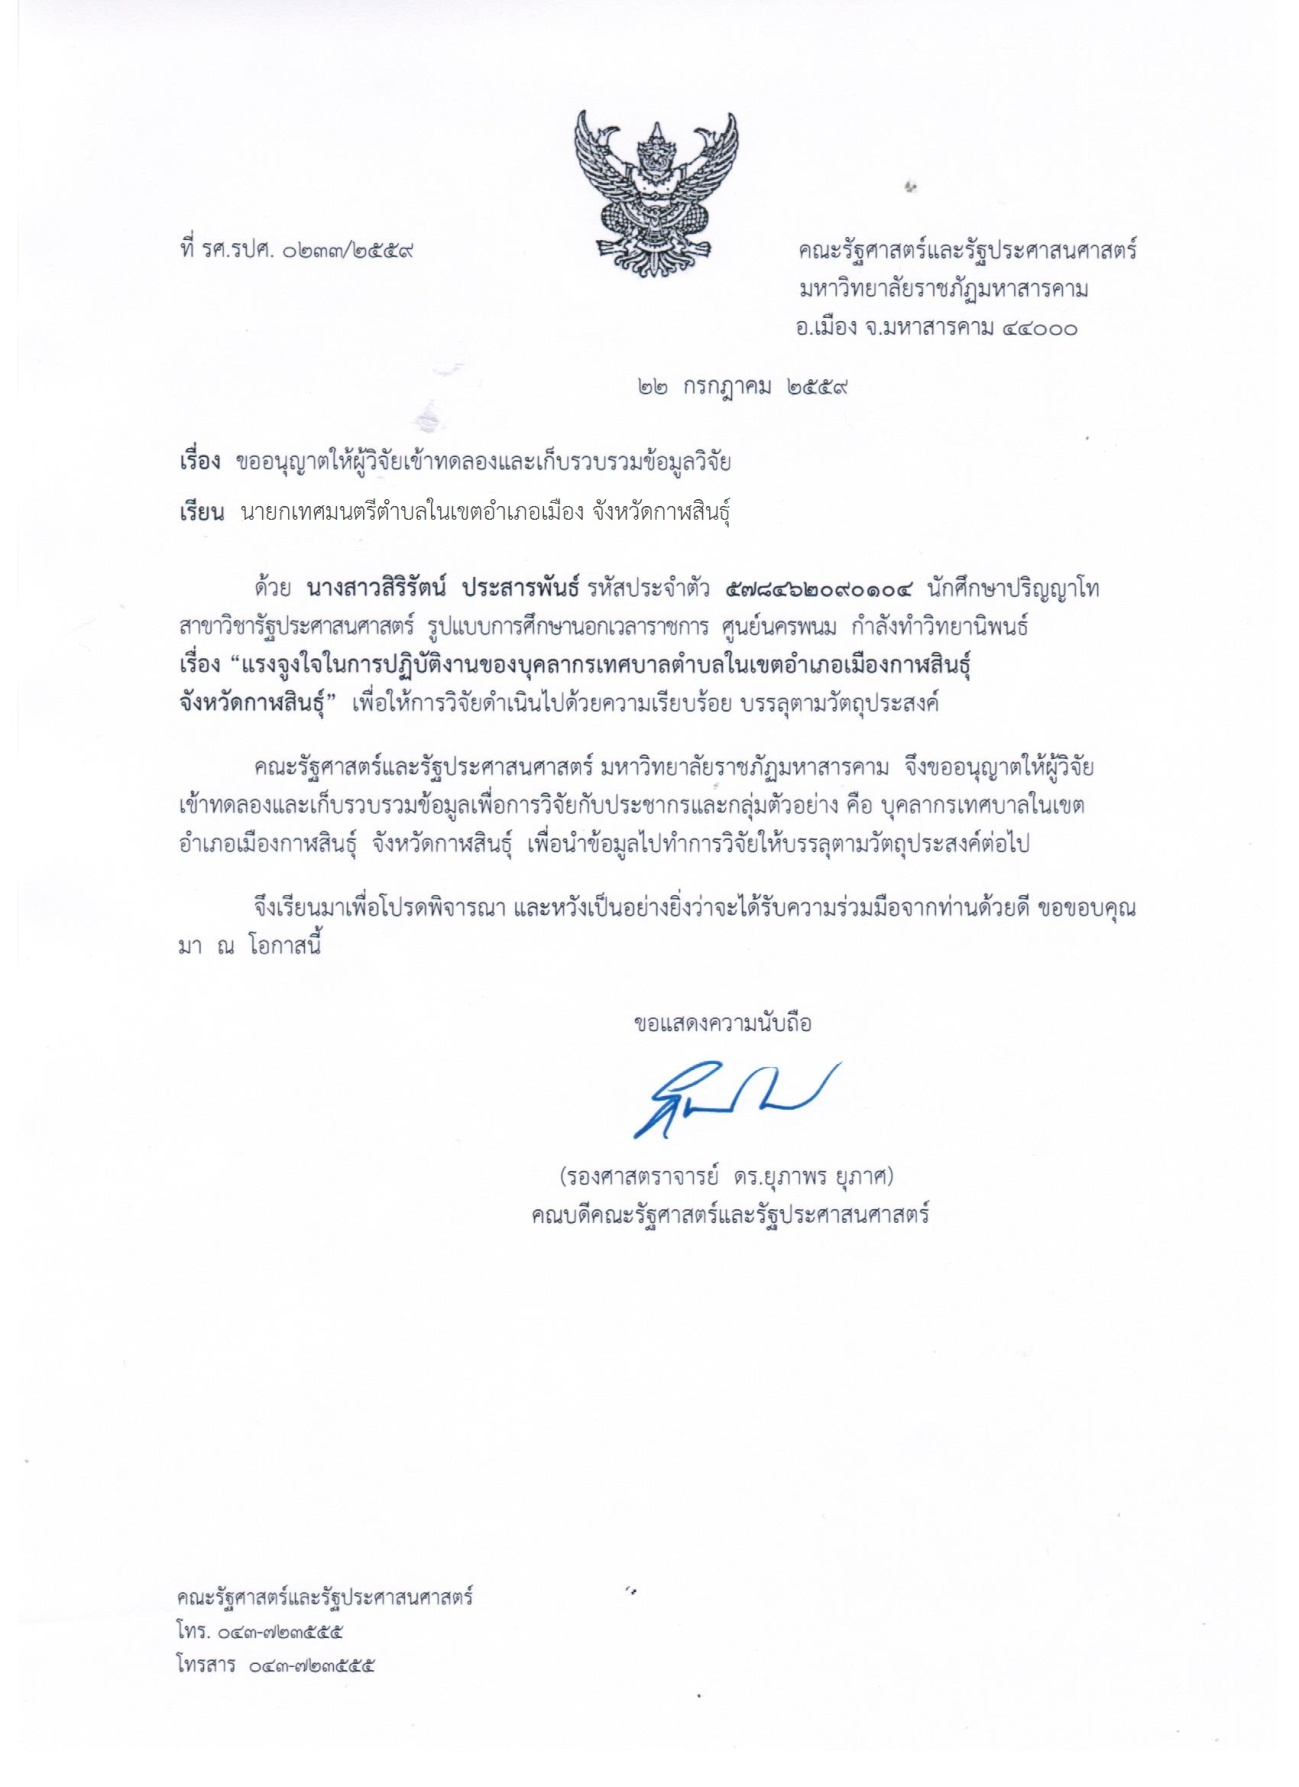 ที่ รศ.รปศ. ๐๒๓๓/๒๕๕๙
คณะรัฐศาสตร์และรัฐประศาสนศาสตร์
มหาวิทยาลัยราชภัฏมหาสารคาม
อ.เมือง จ.มหาสารคาม ๔๔๐๐๐
๒๒ กรกฎาคม ๒๕๕๙
เรื่อง ขออนุญาตให้ผู้วิจัยเข้าทดลองและเก็บรวบรวมข้อมูลวิจัย
เรียน นายกเทศมนตรีตำบลในเขตอำเภอเมือง จังหวัดกาฬสินธุ์
ด้วย นางสาวสิริรัตน์ ประสารพันธ์ รหัสประจำตัว ๕๗๘๔๖๒๐๙๐๑๐๔ นักศึกษาปริญญาโท
สาขาวิชารัฐประศาสนศาสตร์ รูปแบบการศึกษานอกเวลาราชการ ศูนย์นครพนม กำลังทำวิทยานิพนธ์
เรื่อง “แรงจูงใจในการปฏิบัติงานของบุคลากรเทศบาลตำบลในเขตอำเภอเมืองกาฬสินธุ์
จังหวัดกาฬสินธุ์” เพื่อให้การวิจัยดำเนินไปด้วยความเรียบร้อย บรรลุตามวัตถุประสงค์
คณะรัฐศาสตร์และรัฐประศาสนศาสตร์ มหาวิทยาลัยราชภัฏมหาสารคาม จึงขออนุญาตให้ผู้วิจัย
เข้าทดลองและเก็บรวบรวมข้อมูลเพื่อการวิจัยกับประชากรและกลุ่มตัวอย่าง คือ บุคลากรเทศบาลในเขต
อำเภอเมืองกาฬสินธุ์ จังหวัดกาฬสินธุ์ เพื่อนำข้อมูลไปทำการวิจัยให้บรรลุตามวัตถุประสงค์ต่อไป
จึงเรียนมาเพื่อโปรดพิจารณา และหวังเป็นอย่างยิ่งว่าจะได้รับความร่วมมือจากท่านด้วยดี ขอขอบคุณ
มา ณ โอกาสนี้
ขอแสดงความนับถือ
(รองศาสตราจารย์ ดร.ยุภาพร ยุภาศ)
คณบดีคณะรัฐศาสตร์และรัฐประศาสนศาสตร์
คณะรัฐศาสตร์และรัฐประศาสนศาสตร์
โทร. ๐๔๓-๗๒๓๕๕๕
โทรสาร ๐๔๓-๗๒๓๕๕๕